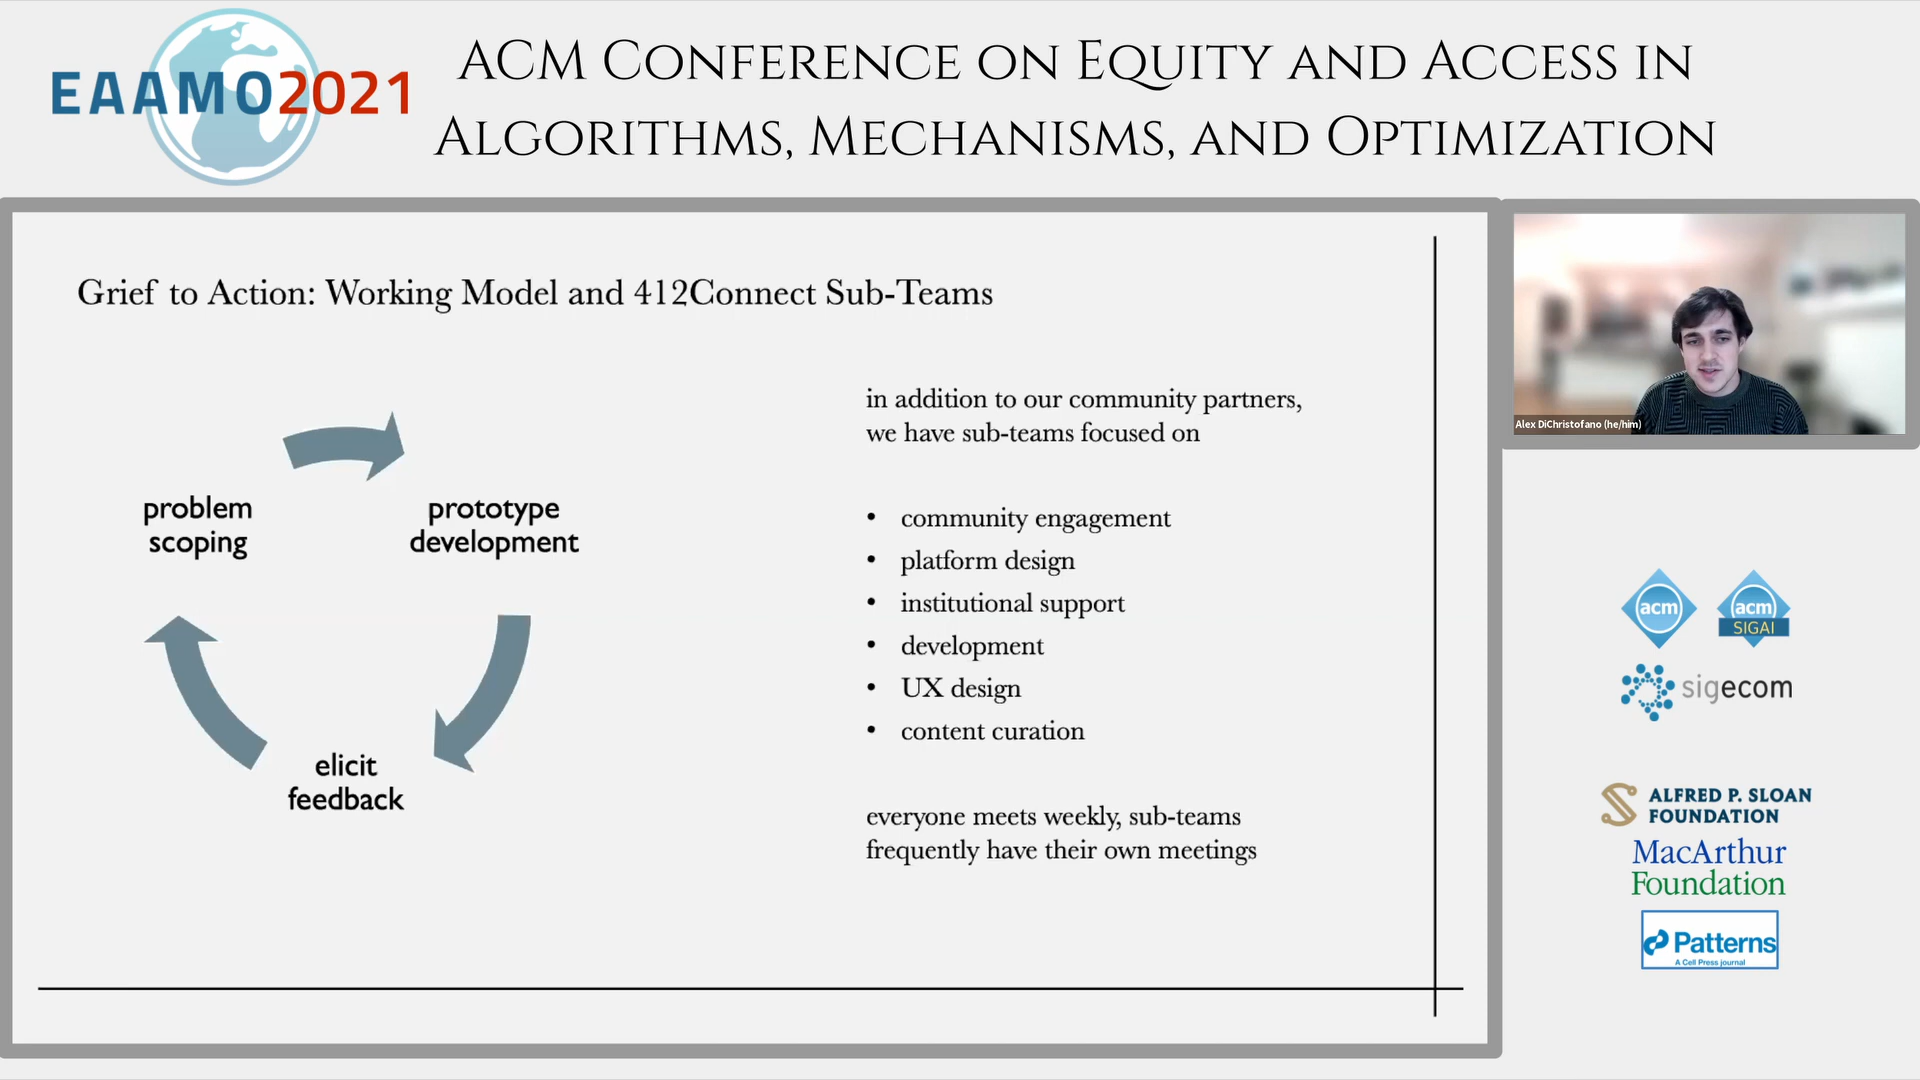 EAAMO2021
ACM Conference on Equity and Access in
Algorithms, Mechanisms, and Optimization
Grief to Action: Working Model and 412Connect Sub-Teams
problem
scoping
prototype
development
elicit
feedback
in addition to our community partners,
we have sub-teams focused on
• community engagement
• platform design
• institutional support
• development
• UX design
• content curation
everyone meets weekly, sub-teams
frequently have their own meetings
Alex DiChristofano (he/him)
acm
acm
SIGAI
sigecom
ALFRED P. SLOAN
FOUNDATION
MacArthur
Foundation
Patterns
A Cell Press journal